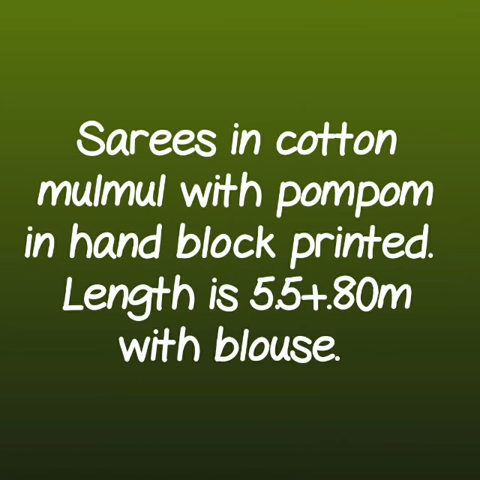 Sarees in cotton
mulmul with pompom
in hand block printed.
Length is 5.5+.80m
with blouse.